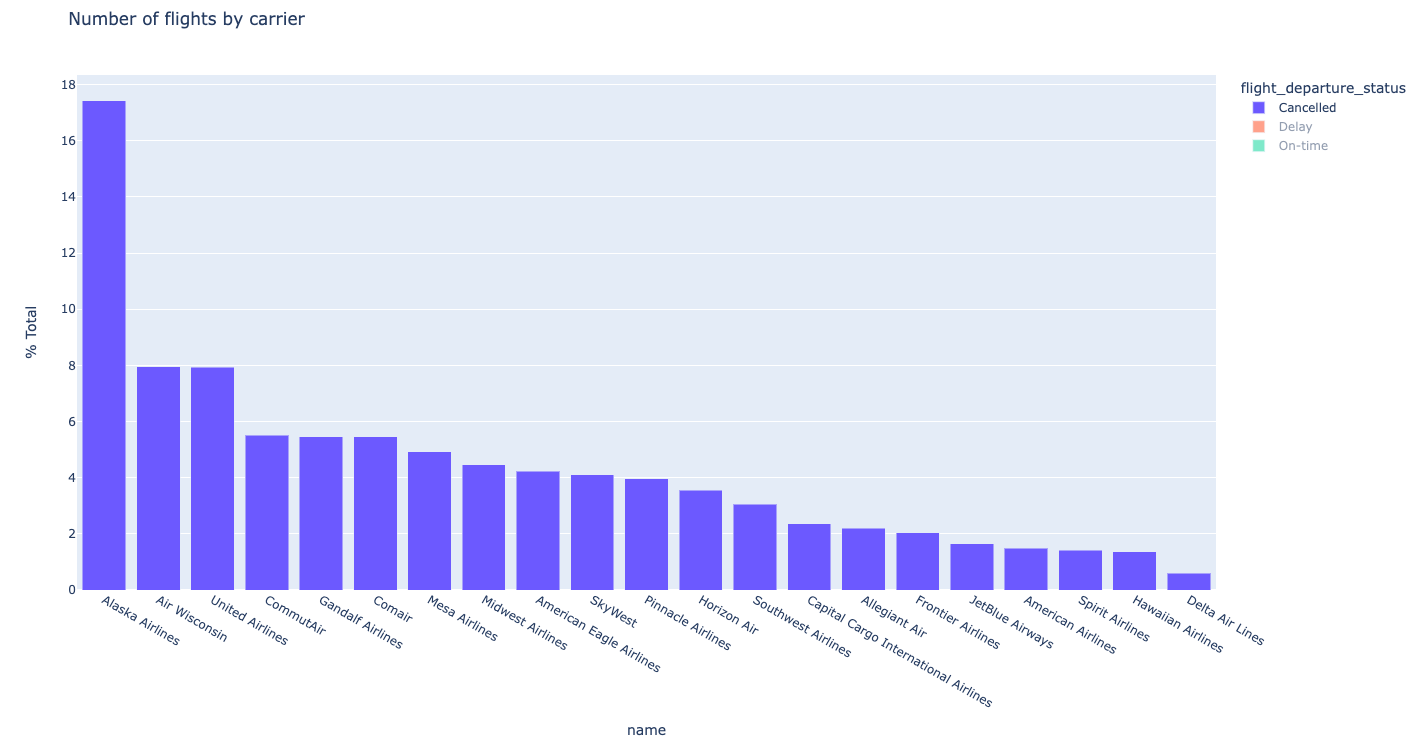 Number of flights by carrier
flight_departure_status
Cancelled
Delay
On-time
18
16
14
12
10
8
6
4
2
0
% Total
Alaska Airlines
Air Wisconsin
United Airlines
CommutAir
Gandalf Airlines
Comair
Mesa Airlines
Midwest Airlines
American Eagle Airlines
SkyWest
Pinnacle Airlines
Horizon Air
Southwest Airlines
Capital Cargo International Airlines
Allegiant Air
Frontier Airlines
JetBlue Airways
American Airlines
Spirit Airlines
Hawaiian Airlines
Delta Air Lines
name